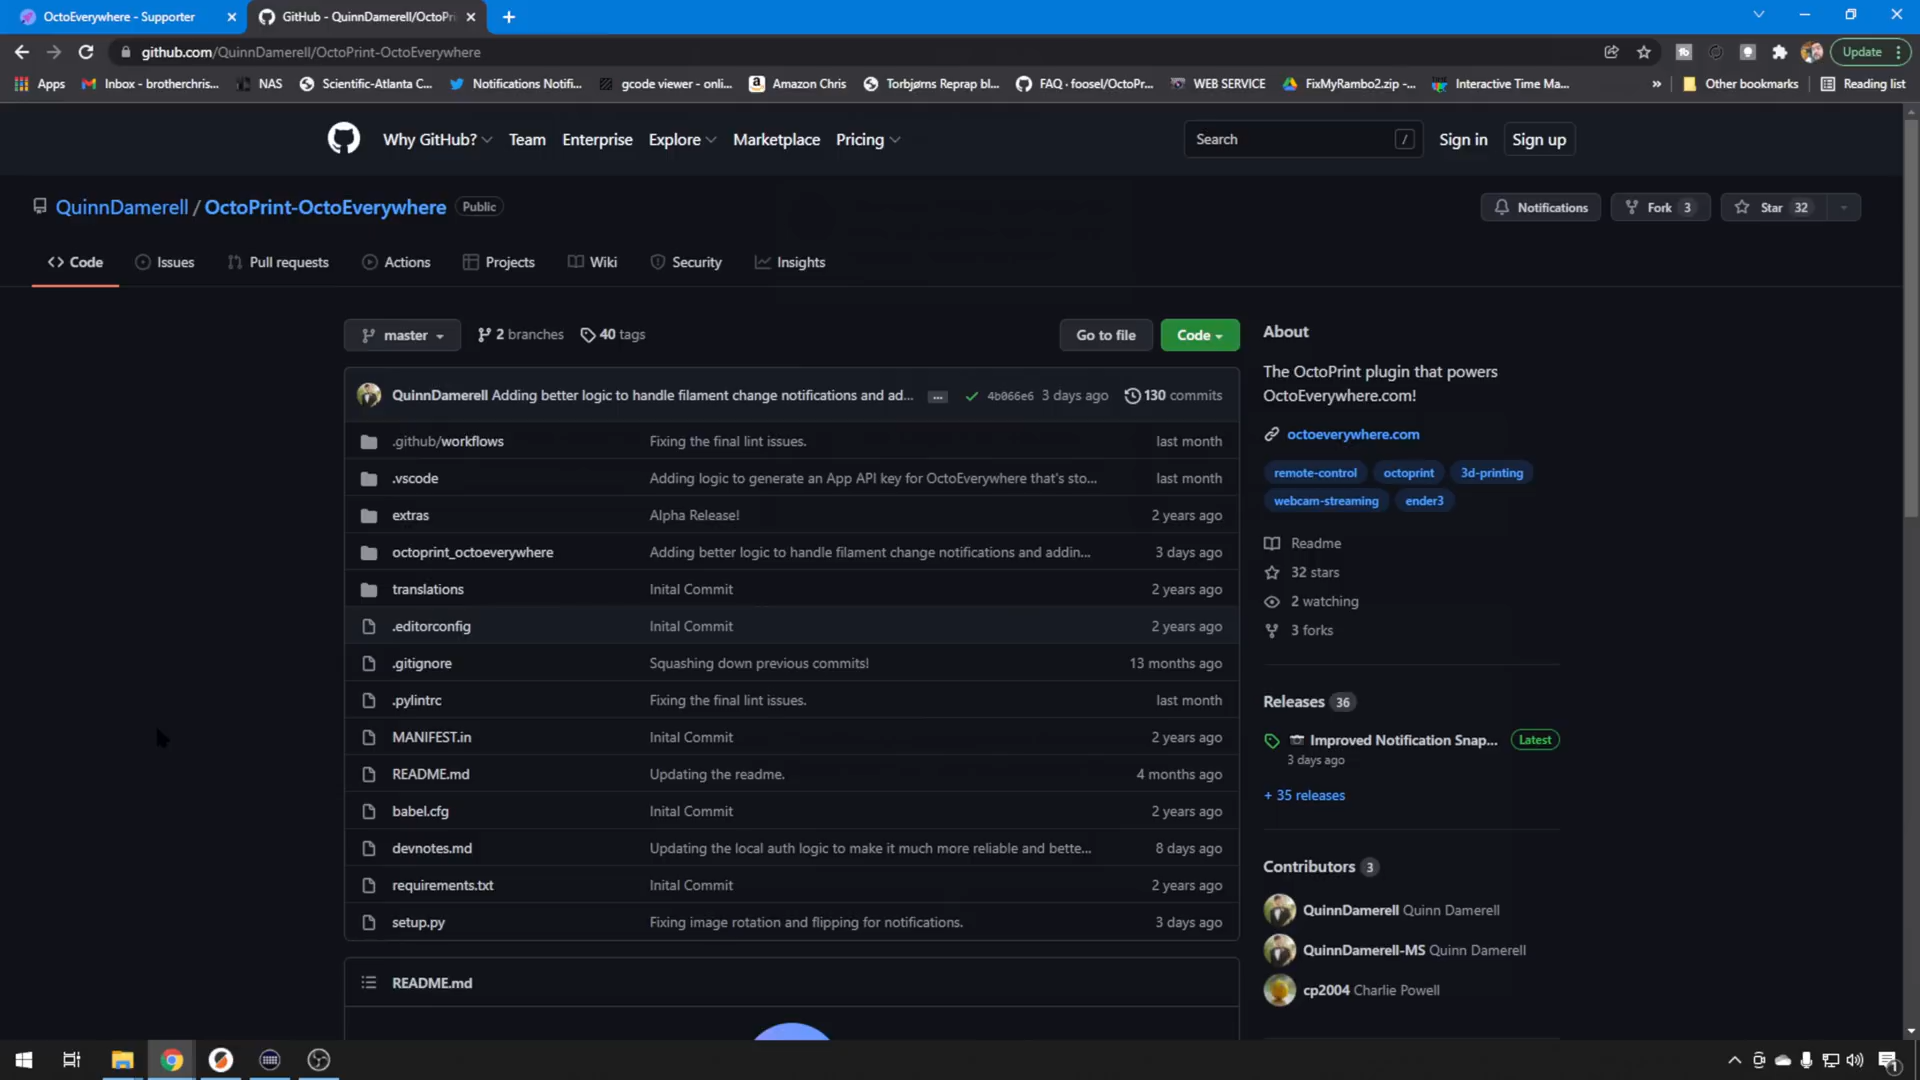 OctoEverywhere - Supporter
GitHub - QuinnDamerell/OctoPri
github.com/QuinnDamerell/OctoPrint-OctoEverywhere
Update
Apps
Inbox - brotherchris...
NAS
Scientific-Atlanta C...
Notifications Notifi...
gcode viewer - onli...
Amazon Chris
Torbjørns Reprap bl...
FAQ · foosel/OctoPr...
WEB SERVICE
FixMyRambo2.zip -...
Interactive Time Ma...
»
Other bookmarks
Reading list
Why GitHub?
Team
Enterprise
Explore
Marketplace
Pricing
Search
/
Sign in
Sign up
QuinnDamerell / OctoPrint-OctoEverywhere
Public
Notifications
Fork 3
Star 32
Code
Issues
Pull requests
Actions
Projects
Wiki
Security
Insights
master
2 branches
40 tags
Go to file
Code
QuinnDamerell Adding better logic to handle filament change notifications and ad...
...
4b066e6 3 days ago
130 commits
.github/workflows Fixing the final lint issues. last month
.vscode Adding logic to generate an App API key for OctoEverywhere that's sto... last month
extras Alpha Release! 2 years ago
octoprint_octoeverywhere Adding better logic to handle filament change notifications and addin... 3 days ago
translations Inital Commit 2 years ago
.editorconfig Inital Commit 2 years ago
.gitignore Squashing down previous commits! 13 months ago
.pylintrc Fixing the final lint issues. last month
MANIFEST.in Inital Commit 2 years ago
README.md Updating the readme. 4 months ago
babel.cfg Inital Commit 2 years ago
devnotes.md Updating the local auth logic to make it much more reliable and bette... 8 days ago
requirements.txt Inital Commit 2 years ago
setup.py Fixing image rotation and flipping for notifications. 3 days ago
README.md
About
The OctoPrint plugin that powers
OctoEverywhere.com!
octoeverywhere.com
remote-control octoprint 3d-printing
webcam-streaming ender3
Readme
32 stars
2 watching
3 forks
Releases 36
Improved Notification Snap... Latest
3 days ago
+ 35 releases
Contributors 3
QuinnDamerell Quinn Damerell
QuinnDamerell-MS Quinn Damerell
cp2004 Charlie Powell
1